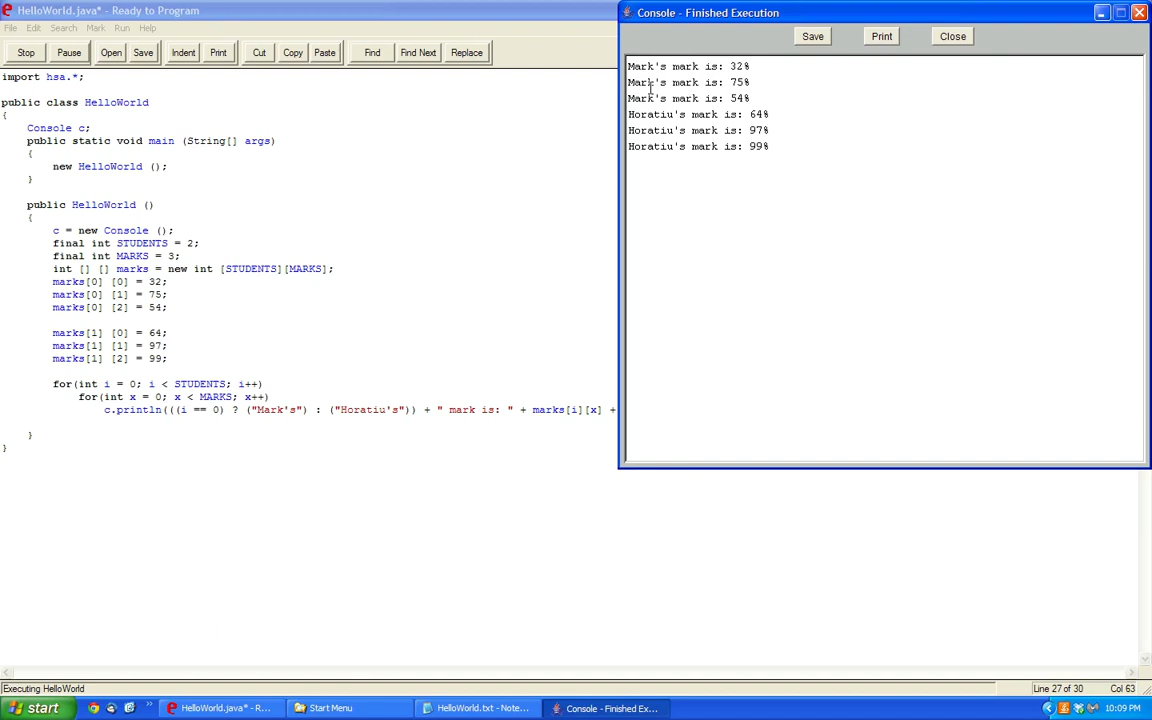 HelloWorld.java* - Ready to Program
File Edit Search Mark Run Help
Stop Pause Open Save Indent Print Cut Copy Paste Find Find Next Replace
import hsa.*;
public class HelloWorld
{
Console c;
public static void main (String[] args)
{
new HelloWorld ();
}
public HelloWorld ()
{
c = new Console ();
final int STUDENTS = 2;
final int MARKS = 3;
int [] [] marks = new int [STUDENTS][MARKS];
marks[0] [0] = 32;
marks[0] [1] = 75;
marks[0] [2] = 54;
marks[1] [0] = 64;
marks[1] [1] = 97;
marks[1] [2] = 99;
for(int i = 0; i < STUDENTS; i++)
for(int x = 0; x < MARKS; x++)
c.println(((i == 0) ? ("Mark's") : ("Horatiu's")) + " mark is: " + marks[i][x] +
}
}
Console - Finished Execution
Save Print Close
Mark's mark is: 32%
Mark's mark is: 75%
Mark's mark is: 54%
Horatiu's mark is: 64%
Horatiu's mark is: 97%
Horatiu's mark is: 99%
Executing HelloWorld
Line 27 of 30 Col 63
start HelloWorld.java* - R... Start Menu HelloWorld.txt - Note... Console - Finished Ex... 10:09 PM